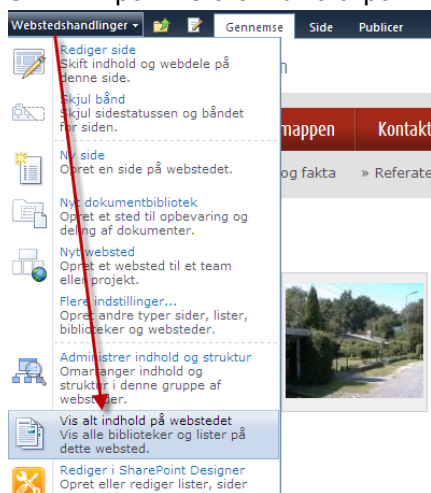 Webstedshandlinger
Gennemse Side Publicer
Rediger side
Skift indhold og webdele på
denne side.
Skjul bånd
Skjul sidestatussen og båndet
for siden.
Ny side
Opret en side på webstedet.
Nyt dokumentbibliotek
Opret et sted til opbevaring og
deling af dokumenter.
Nyt websted
Opret et websted til et team
eller projekt.
Flere indstillinger...
Opret andre typer sider, lister,
biblioteker og websteder.
Administrer indhold og struktur
Omarranger indhold og
struktur i denne gruppe af
websteder.
Vis alt indhold på webstedet
Vis alle biblioteker og lister på
dette websted.
Rediger i SharePoint Designer
Opret eller rediger lister, sider
n
mappen Kontakt
og fakta » Referate